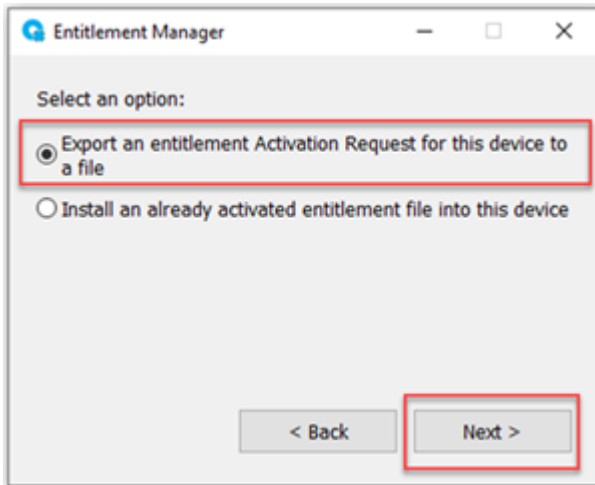 Entitlement Manager
Select an option:
Export an entitlement Activation Request for this device to
a file
Install an already activated entitlement file into this device
< Back
Next >